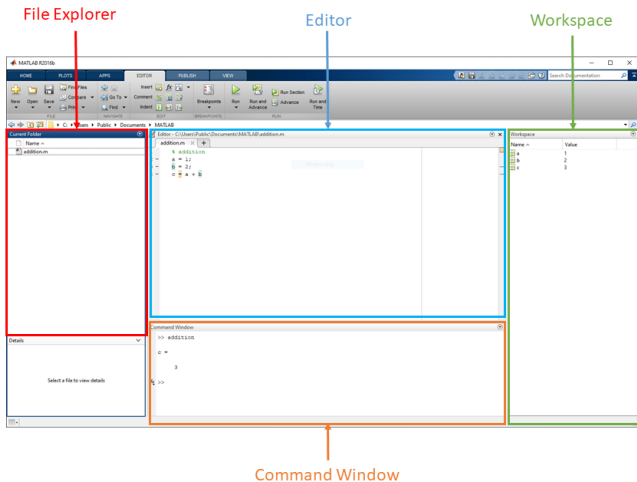 File Explorer
Editor
Workspace
MATLAB R2016b
HOME PLOTS APPS EDITOR PUBLISH VIEW
Search Documentation
New Open Save Find Files Compare Print
Go To Find
Insert Comment Indent
Breakpoints
Run Run and Advance Run Section Advance Run and Time
FILE NAVIGATE EDIT BREAKPOINTS RUN
C: Users Public Documents MATLAB
Current Folder
Name
addition.m
Editor - C:\Users\Public\Documents\MATLAB\addition.m
addition.m
% addition
a = 1;
b = 2;
c = a + b
Workspace
Name Value
a 1
b 2
c 3
Command Window
>> addition
c =
3
>>
Details
Select a file to view details
Command Window